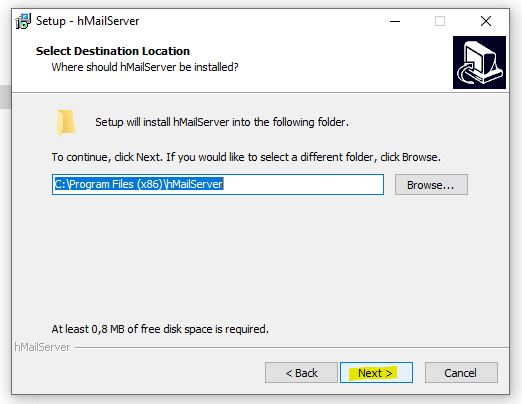 Setup - hMailServer
Select Destination Location
Where should hMailServer be installed?
Setup will install hMailServer into the following folder.
To continue, click Next. If you would like to select a different folder, click Browse.
C:\Program Files (x86)\hMailServer
Browse...
At least 0,8 MB of free disk space is required.
hMailServer
< Back
Next >
Cancel